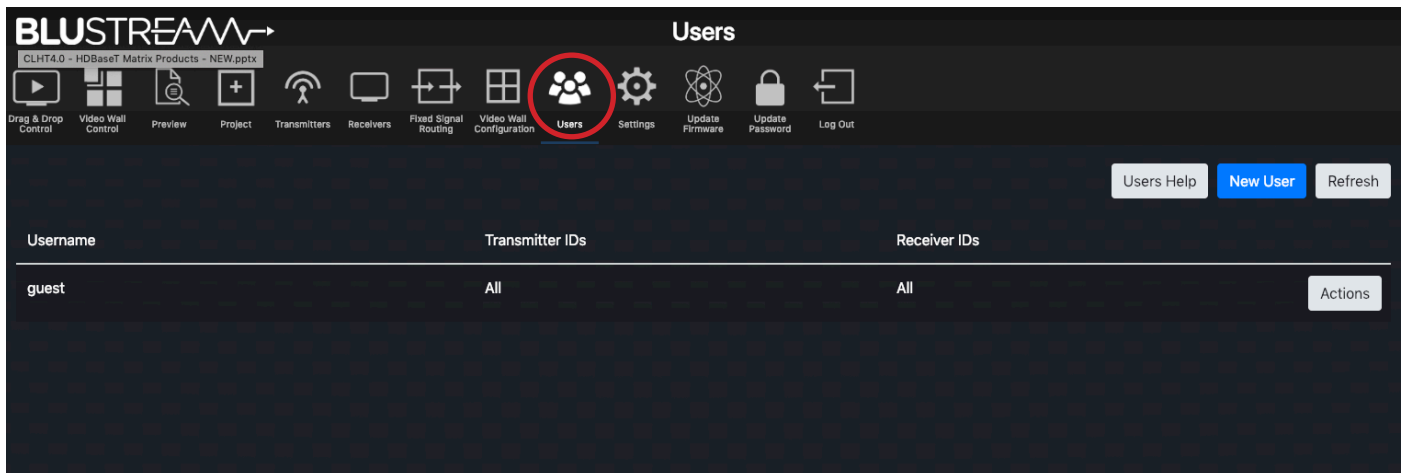 BLUSTREAM
Users
CLHT4.0 - HDBaseT Matrix Products - NEW.pptx
Drag & Drop Control
Video Wall Control
Preview
Project
Transmitters
Receivers
Fixed Signal Routing
Video Wall Configuration
Users
Settings
Update Firmware
Update Password
Log Out
Users Help
New User
Refresh
Username
Transmitter IDs
Receiver IDs
guest
All
All
Actions